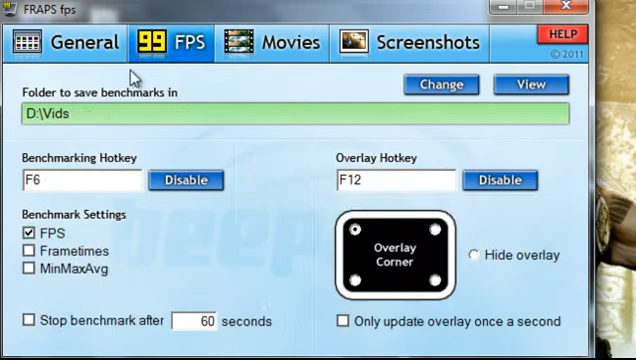 FRAPS fps
General
99 FPS
Movies
Screenshots
HELP
© 2011
Folder to save benchmarks in
Change
View
D:\Vids
Benchmarking Hotkey
Overlay Hotkey
F6
Disable
F12
Disable
Benchmark Settings
FPS
Frametimes
MinMaxAvg
Overlay
Corner
Hide overlay
Stop benchmark after 60 seconds
Only update overlay once a second
beepa